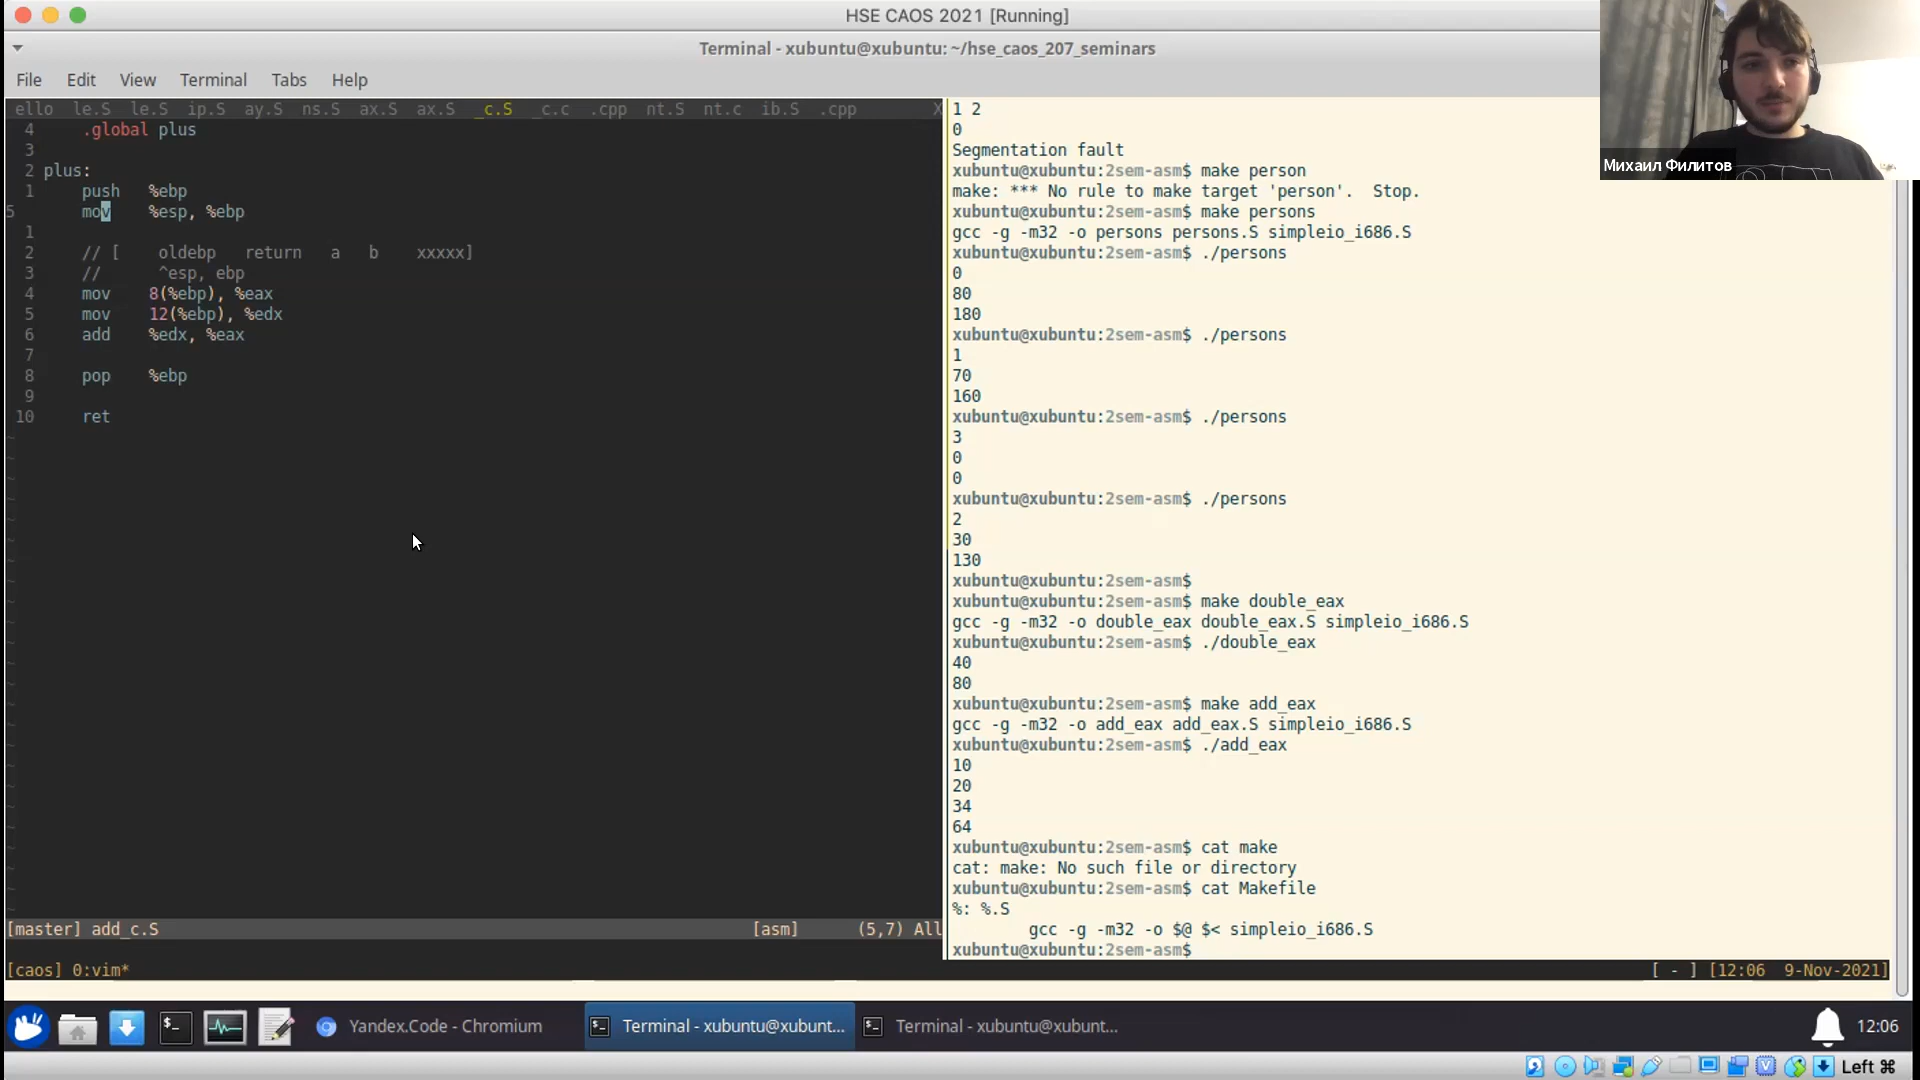 HSE CAOS 2021 [Running]
Terminal - xubuntu@xubuntu: ~/hse_caos_207_seminars
File Edit View Terminal Tabs Help
ello le.S le.S ip.S ay.S ns.S ax.S ax.S _c.S _c.c .cpp nt.S nt.c ib.S .cpp X
4 .global plus
3
2 plus:
1 push %ebp
5 mov %esp, %ebp
1
2 // [ oldebp return a b xxxxx]
3 // ^esp, ebp
4 mov 8(%ebp), %eax
5 mov 12(%ebp), %edx
6 add %edx, %eax
7
8 pop %ebp
9
10 ret
[master] add_c.S [asm] (5,7) All
1 2
0
Segmentation fault
xubuntu@xubuntu:2sem-asm$ make person
make: *** No rule to make target 'person'. Stop.
xubuntu@xubuntu:2sem-asm$ make persons
gcc -g -m32 -o persons persons.S simpleio_i686.S
xubuntu@xubuntu:2sem-asm$ ./persons
0
80
180
xubuntu@xubuntu:2sem-asm$ ./persons
1
70
160
xubuntu@xubuntu:2sem-asm$ ./persons
3
0
0
xubuntu@xubuntu:2sem-asm$ ./persons
2
30
130
xubuntu@xubuntu:2sem-asm$
xubuntu@xubuntu:2sem-asm$ make double_eax
gcc -g -m32 -o double_eax double_eax.S simpleio_i686.S
xubuntu@xubuntu:2sem-asm$ ./double_eax
40
80
xubuntu@xubuntu:2sem-asm$ make add_eax
gcc -g -m32 -o add_eax add_eax.S simpleio_i686.S
xubuntu@xubuntu:2sem-asm$ ./add_eax
10
20
34
64
xubuntu@xubuntu:2sem-asm$ cat make
cat: make: No such file or directory
xubuntu@xubuntu:2sem-asm$ cat Makefile
%: %.S
gcc -g -m32 -o $@ $< simpleio_i686.S
xubuntu@xubuntu:2sem-asm$
[caos] 0:vim* [ - ] [12:06 9-Nov-2021]
Михаил Филитов
Yandex.Code - Chromium
Terminal - xubuntu@xubunt...
Terminal - xubuntu@xubunt...
12:06
Left ⌘